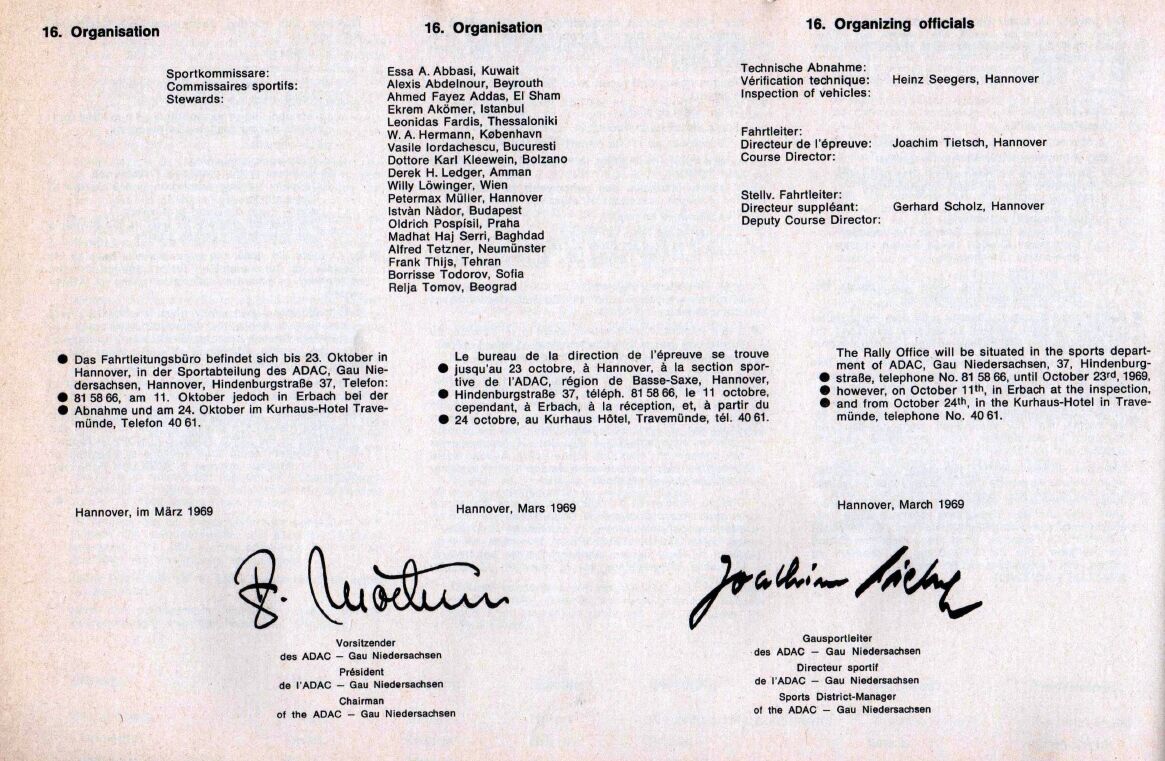 16. Organisation
16. Organisation
16. Organizing officials
Sportkommissare:
Commissaires sportifs:
Stewards:
Essa A. Abbasi, Kuwait
Alexis Abdelnour, Beyrouth
Ahmed Fayez Addas, El Sham
Ekrem Akömer, Istanbul
Leonidas Fardis, Thessaloniki
W. A. Hermann, København
Vasile Iordachescu, Bucuresti
Dottore Karl Kleewein, Bolzano
Derek H. Ledger, Amman
Willy Löwinger, Wien
Petermax Müller, Hannover
Istvàn Nàdor, Budapest
Oldrich Pospísil, Praha
Madhat Haj Serri, Baghdad
Alfred Tetzner, Neumünster
Frank Thijs, Tehran
Borrisse Todorov, Sofia
Relja Tomov, Beograd
Technische Abnahme:
Vérification technique: Heinz Seegers, Hannover
Inspection of vehicles:
Fahrtleiter:
Directeur de l'épreuve: Joachim Tietsch, Hannover
Course Director:
Stellv. Fahrtleiter:
Directeur suppléant: Gerhard Scholz, Hannover
Deputy Course Director:
● Das Fahrtleitungsbüro befindet sich bis 23. Oktober in
Hannover, in der Sportabteilung des ADAC, Gau Nie-
dersachsen, Hannover, Hindenburgstraße 37, Telefon:
● 81 58 66, am 11. Oktober jedoch in Erbach bei der
● Abnahme und am 24. Oktober im Kurhaus-Hotel Trave-
münde, Telefon 40 61.
Le bureau de la direction de l'épreuve se trouve
● jusqu'au 23 octobre, à Hannover, à la section spor-
tive de l'ADAC, région de Basse-Saxe, Hannover,
● Hindenburgstraße 37, téléph. 81 58 66, le 11 octobre,
cependant, à Erbach, à la réception, et, à partir du
● 24 octobre, au Kurhaus Hôtel, Travemünde, tél. 40 61.
The Rally Office will be situated in the sports depart-
ment of ADAC, Gau Niedersachsen, 37, Hindenburg-
● straße, telephone No. 81 58 66, until October 23rd, 1969,
● however, on October 11th, in Erbach at the inspection,
● and from October 24th, in the Kurhaus-Hotel in Trave-
münde, telephone No. 40 61.
Hannover, im März 1969
Hannover, Mars 1969
Hannover, March 1969
Joachim
Vorsitzender
des ADAC – Gau Niedersachsen
Président
de l'ADAC – Gau Niedersachsen
Chairman
of the ADAC – Gau Niedersachsen
Gausportleiter
des ADAC – Gau Niedersachsen
Directeur sportif
de l'ADAC – Gau Niedersachsen
Sports District-Manager
of the ADAC – Gau Niedersachsen